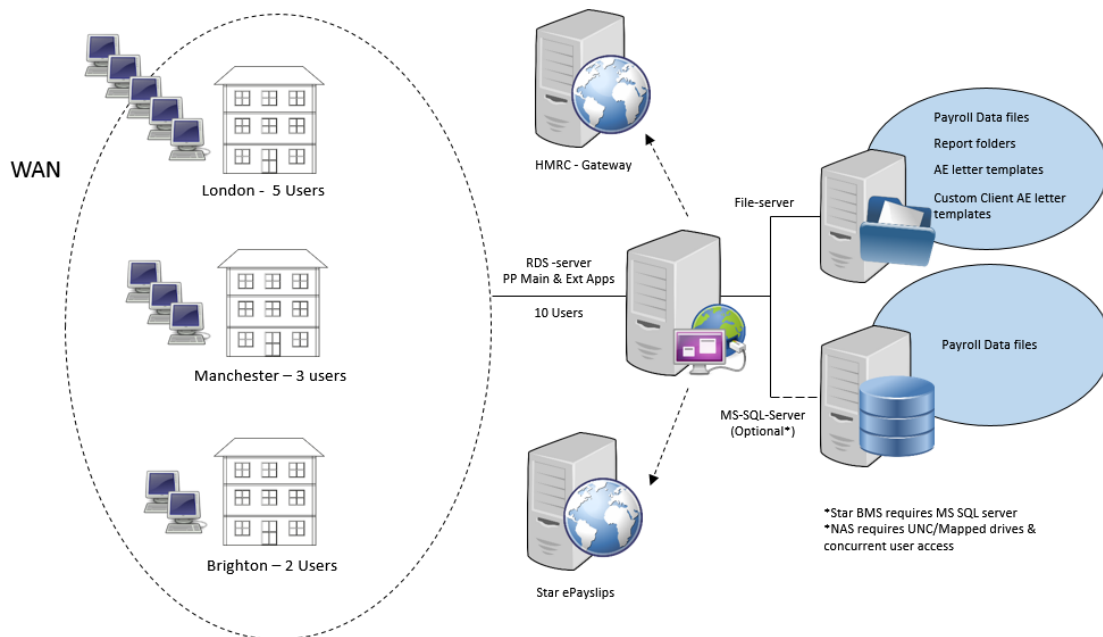 WAN
London - 5 Users
Manchester – 3 users
Brighton – 2 Users
HMRC - Gateway
RDS -server
PP Main & Ext Apps
10 Users
Star ePayslips
File-server
MS-SQL-Server
(Optional*)
Payroll Data files
Report folders
AE letter templates
Custom Client AE letter
templates
Payroll Data files
*Star BMS requires MS SQL server
*NAS requires UNC/Mapped drives &
concurrent user access